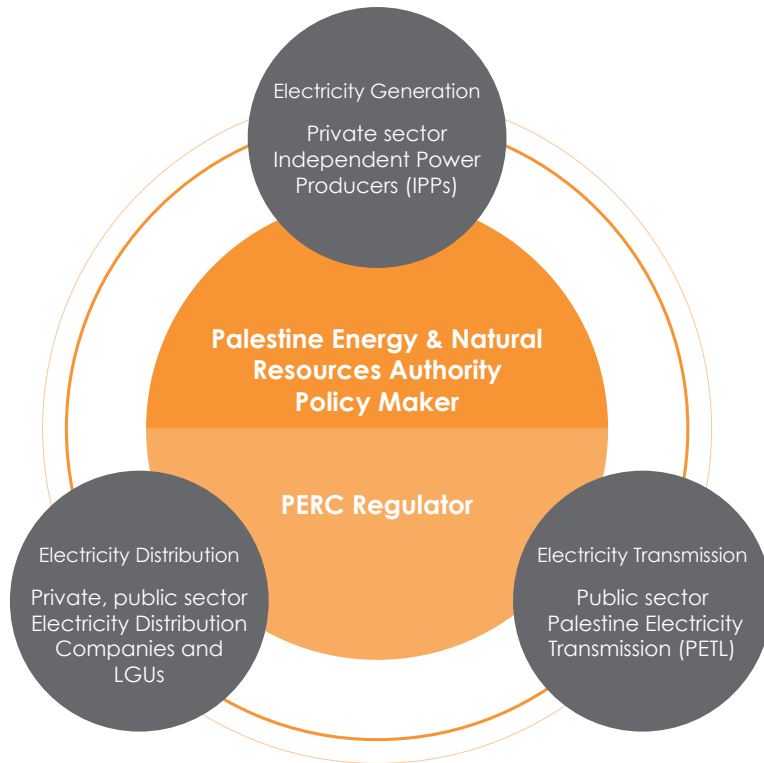 Electricity Generation
Private sector
Independent Power
Producers (IPPs)
Palestine Energy & Natural
Resources Authority
Policy Maker
PERC Regulator
Electricity Distribution
Private, public sector
Electricity Distribution
Companies and
LGUs
Electricity Transmission
Public sector
Palestine Electricity
Transmission (PETL)